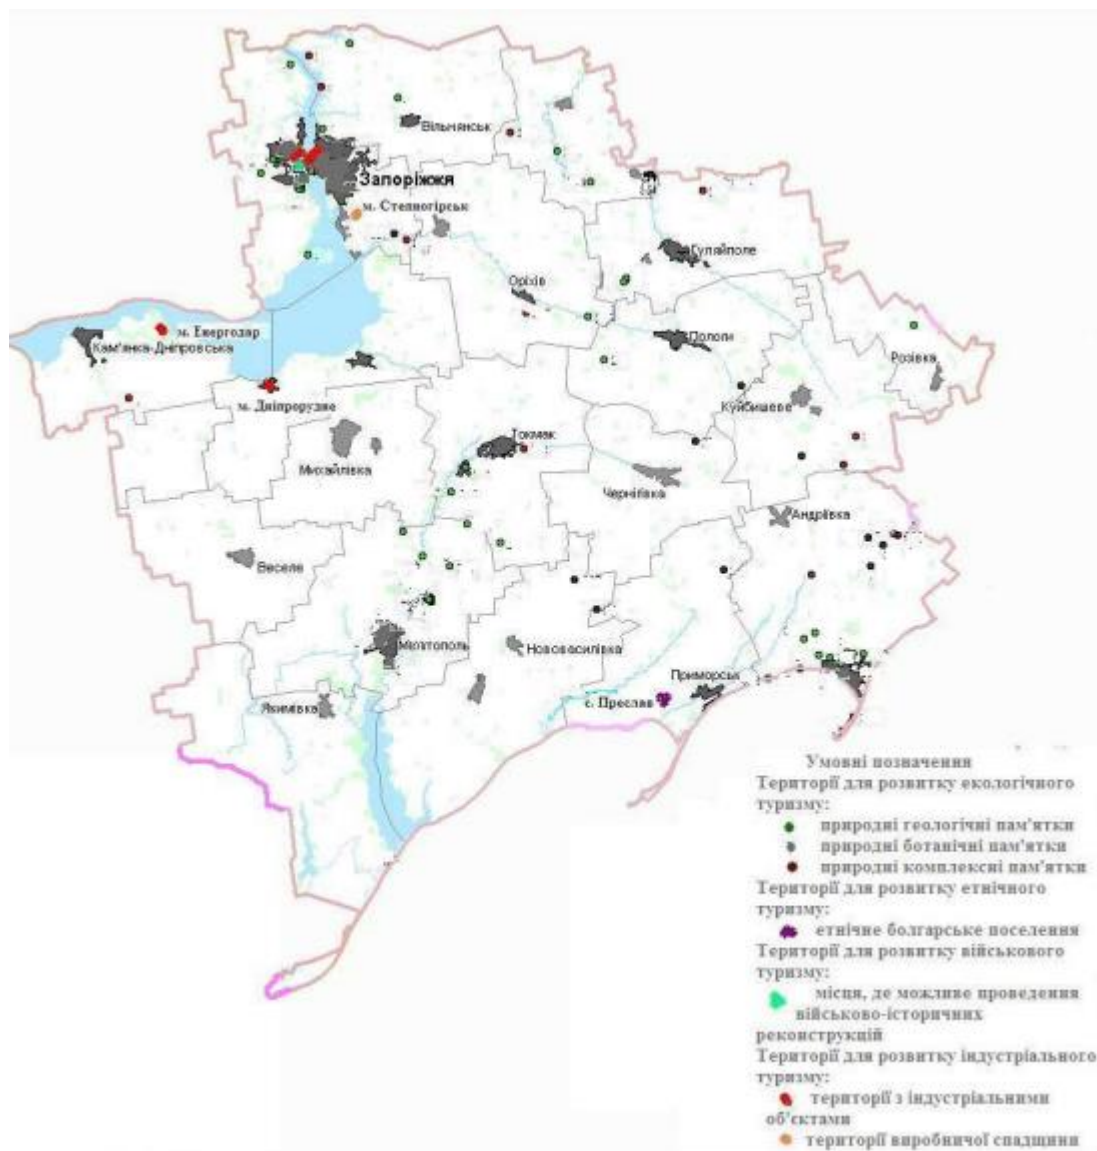 Вільнянськ
Запоріжжя
м. Степногірськ
Гуляйполе
Оріхів
м. Енергодар
Кам'янка-Дніпровська
Пологи
Розівка
м. Дніпрорудне
Куйбишеве
Токмак
Михайлівка
Чернігівка
Андріївка
Веселе
Мелітополь
Нововасилівка
Приморськ
с. Преслав
Якимівка
Умовні позначення
Території для розвитку екологічного
туризму:
природні геологічні пам'ятки
природні ботанічні пам'ятки
природні комплексні пам'ятки
Території для розвитку етнічного
туризму:
етнічне болгарське поселення
Території для розвитку військового
туризму:
місця, де можливе проведення
військово-історичних
реконструкцій
Території для розвитку індустріального
туризму:
території з індустріальними
об'єктами
території виробничої спадщини